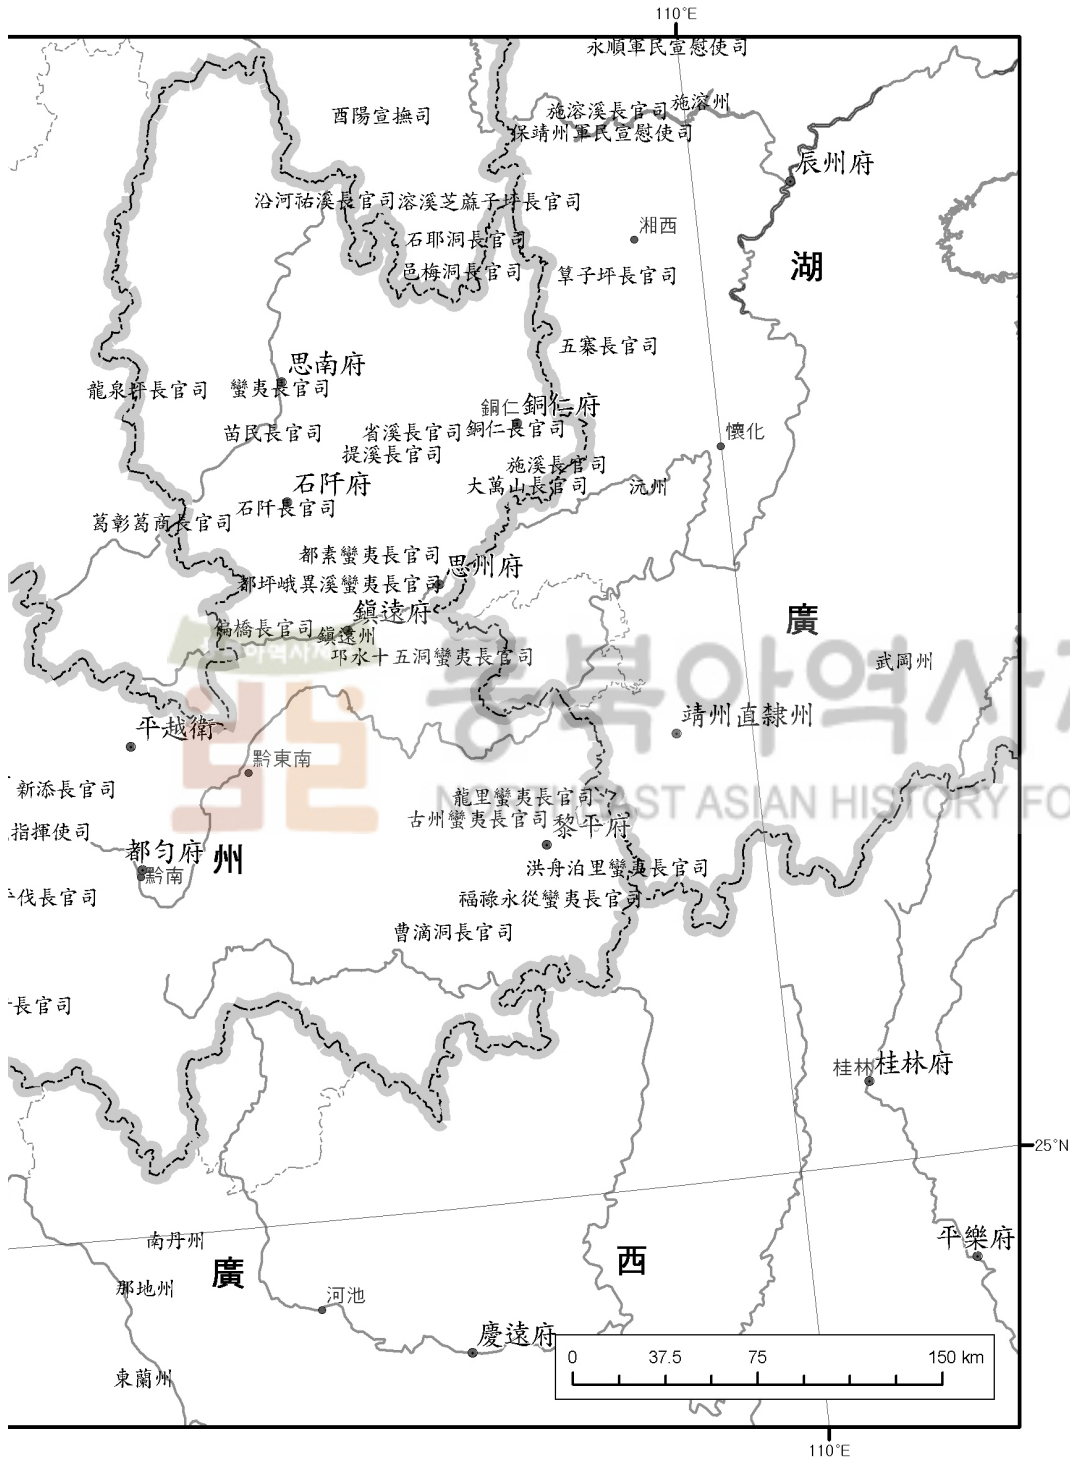 110°E
永順軍民宣慰使司
施溶州
酉陽宣撫司
施溶溪長官司
保靖州軍民宣慰使司
辰州府
沿河祐溪長官司
溶溪芝蔴子坪長官司
湘西
石耶洞長官司
湖
邑梅洞長官司
筸子坪長官司
五寨長官司
思南府
龍泉坪長官司
蠻夷長官司
銅仁
銅仁府
苗民長官司
省溪長官司
銅仁長官司
懷化
提溪長官司
施溪長官司
石阡府
大萬山長官司
沅州
石阡長官司
葛彰葛商長官司
都素蠻夷長官司
思州府
都坪峨異溪蠻夷長官司
鎭遠府
廣
偏橋長官司
鎭遠州
邛水十五洞蠻夷長官司
武岡州
동북아역사재
아역사
靖州直隸州
平越衛
黔東南
新添長官司
龍里蠻夷長官司
NORTHEAST ASIAN HISTORY FO
古州蠻夷長官司
黎平府
指揮使司
都勻府
州
洪舟泊里蠻夷長官司
黔南
伐長官司
福祿永從蠻夷長官司
曹滴洞長官司
長官司
桂林
桂林府
25°N
南丹州
平樂府
廣
西
那地州
河池
慶遠府
0 37.5 75 150 km
東蘭州
110°E